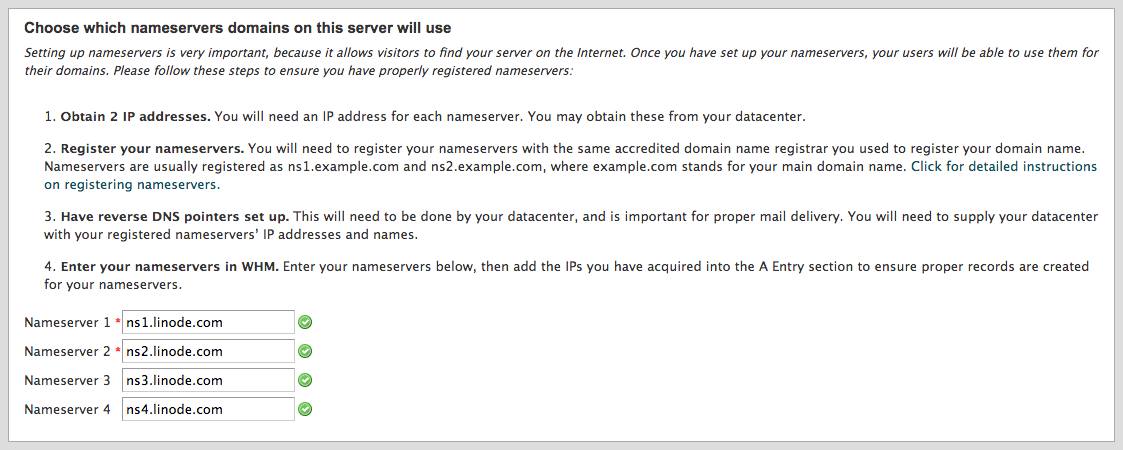 Choose which nameservers domains on this server will use
Setting up nameservers is very important, because it allows visitors to find your server on the Internet. Once you have set up your nameservers, your users will be able to use them for
their domains. Please follow these steps to ensure you have properly registered nameservers:
1. Obtain 2 IP addresses. You will need an IP address for each nameserver. You may obtain these from your datacenter.
2. Register your nameservers. You will need to register your nameservers with the same accredited domain name registrar you used to register your domain name.
Nameservers are usually registered as ns1.example.com and ns2.example.com, where example.com stands for your main domain name. Click for detailed instructions
on registering nameservers.
3. Have reverse DNS pointers set up. This will need to be done by your datacenter, and is important for proper mail delivery. You will need to supply your datacenter
with your registered nameservers' IP addresses and names.
4. Enter your nameservers in WHM. Enter your nameservers below, then add the IPs you have acquired into the A Entry section to ensure proper records are created
for your nameservers.
Nameserver 1 * ns1.linode.com
Nameserver 2 * ns2.linode.com
Nameserver 3 ns3.linode.com
Nameserver 4 ns4.linode.com